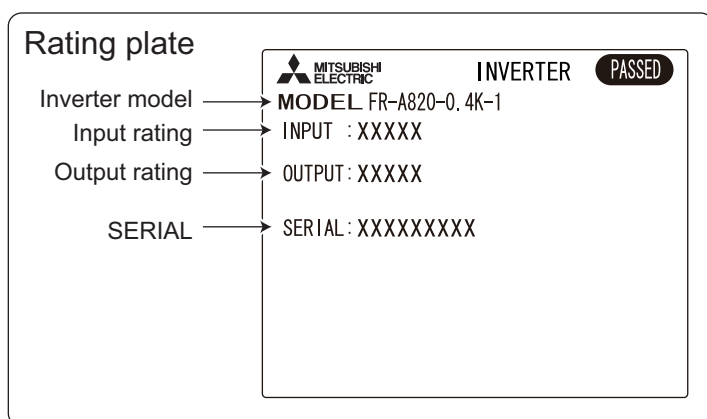 Rating plate
MITSUBISHI
ELECTRIC
INVERTER
PASSED
Inverter model
MODEL FR-A820-0.4K-1
Input rating
INPUT :XXXXX
Output rating
OUTPUT:XXXXX
SERIAL
SERIAL:XXXXXXXXX